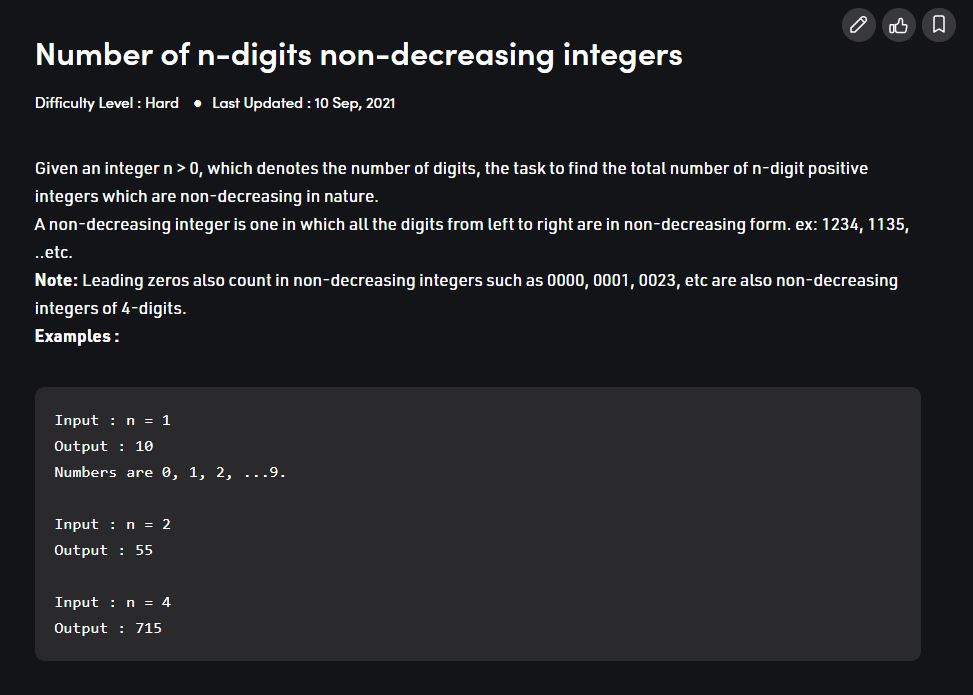 Number of n-digits non-decreasing integers
Difficulty Level : Hard ● Last Updated : 10 Sep, 2021
Given an integer n > 0, which denotes the number of digits, the task to find the total number of n-digit positive
integers which are non-decreasing in nature.
A non-decreasing integer is one in which all the digits from left to right are in non-decreasing form. ex: 1234, 1135,
..etc.
Note: Leading zeros also count in non-decreasing integers such as 0000, 0001, 0023, etc are also non-decreasing
integers of 4-digits.
Examples :
Input : n = 1
Output : 10
Numbers are 0, 1, 2, ...9.
Input : n = 2
Output : 55
Input : n = 4
Output : 715